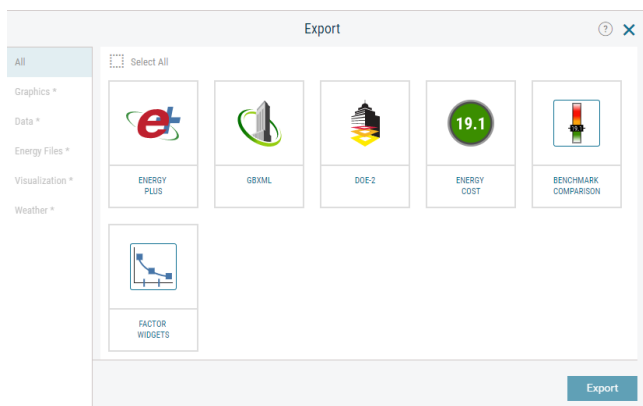 Export
?
All
Select All
Graphics *
Data *
Energy Files *
Visualization *
Weather *
e+
19.1
ENERGY
PLUS
GBXML
DOE-2
ENERGY
COST
BENCHMARK
COMPARISON
FACTOR
WIDGETS
Export